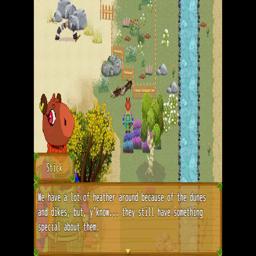 Stick
We have a lot of heather around because of the dunes
and dikes, but, y'know... they still have something
special about them.